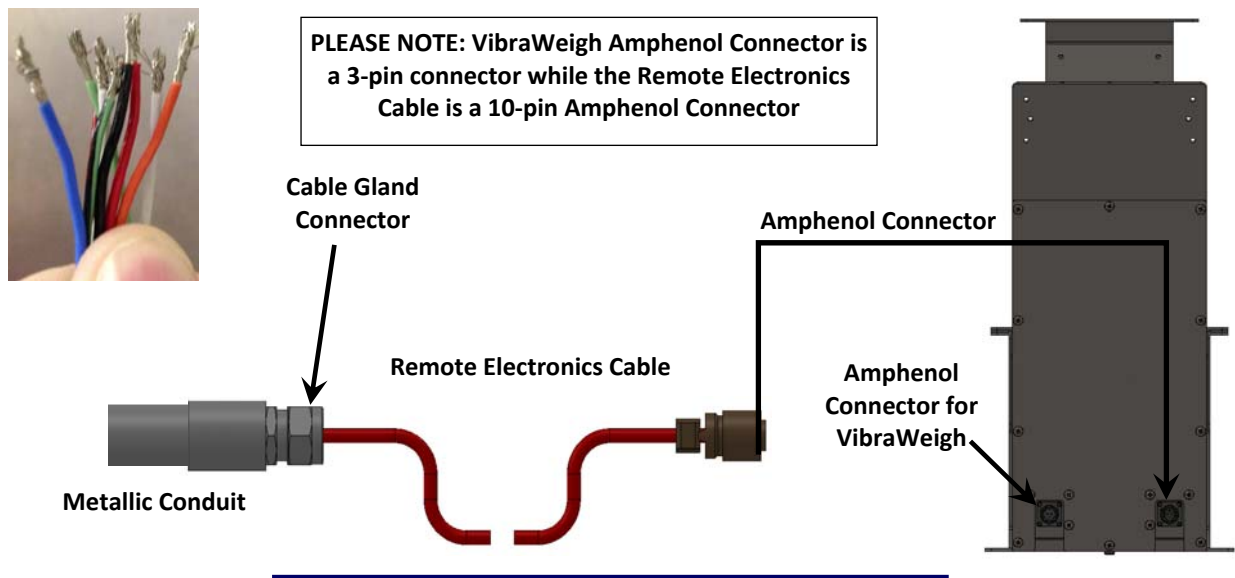 PLEASE NOTE: VibraWeigh Amphenol Connector is
a 3-pin connector while the Remote Electronics
Cable is a 10-pin Amphenol Connector
Cable Gland
Connector
Amphenol Connector
Remote Electronics Cable
Amphenol
Connector for
VibraWeigh
Metallic Conduit